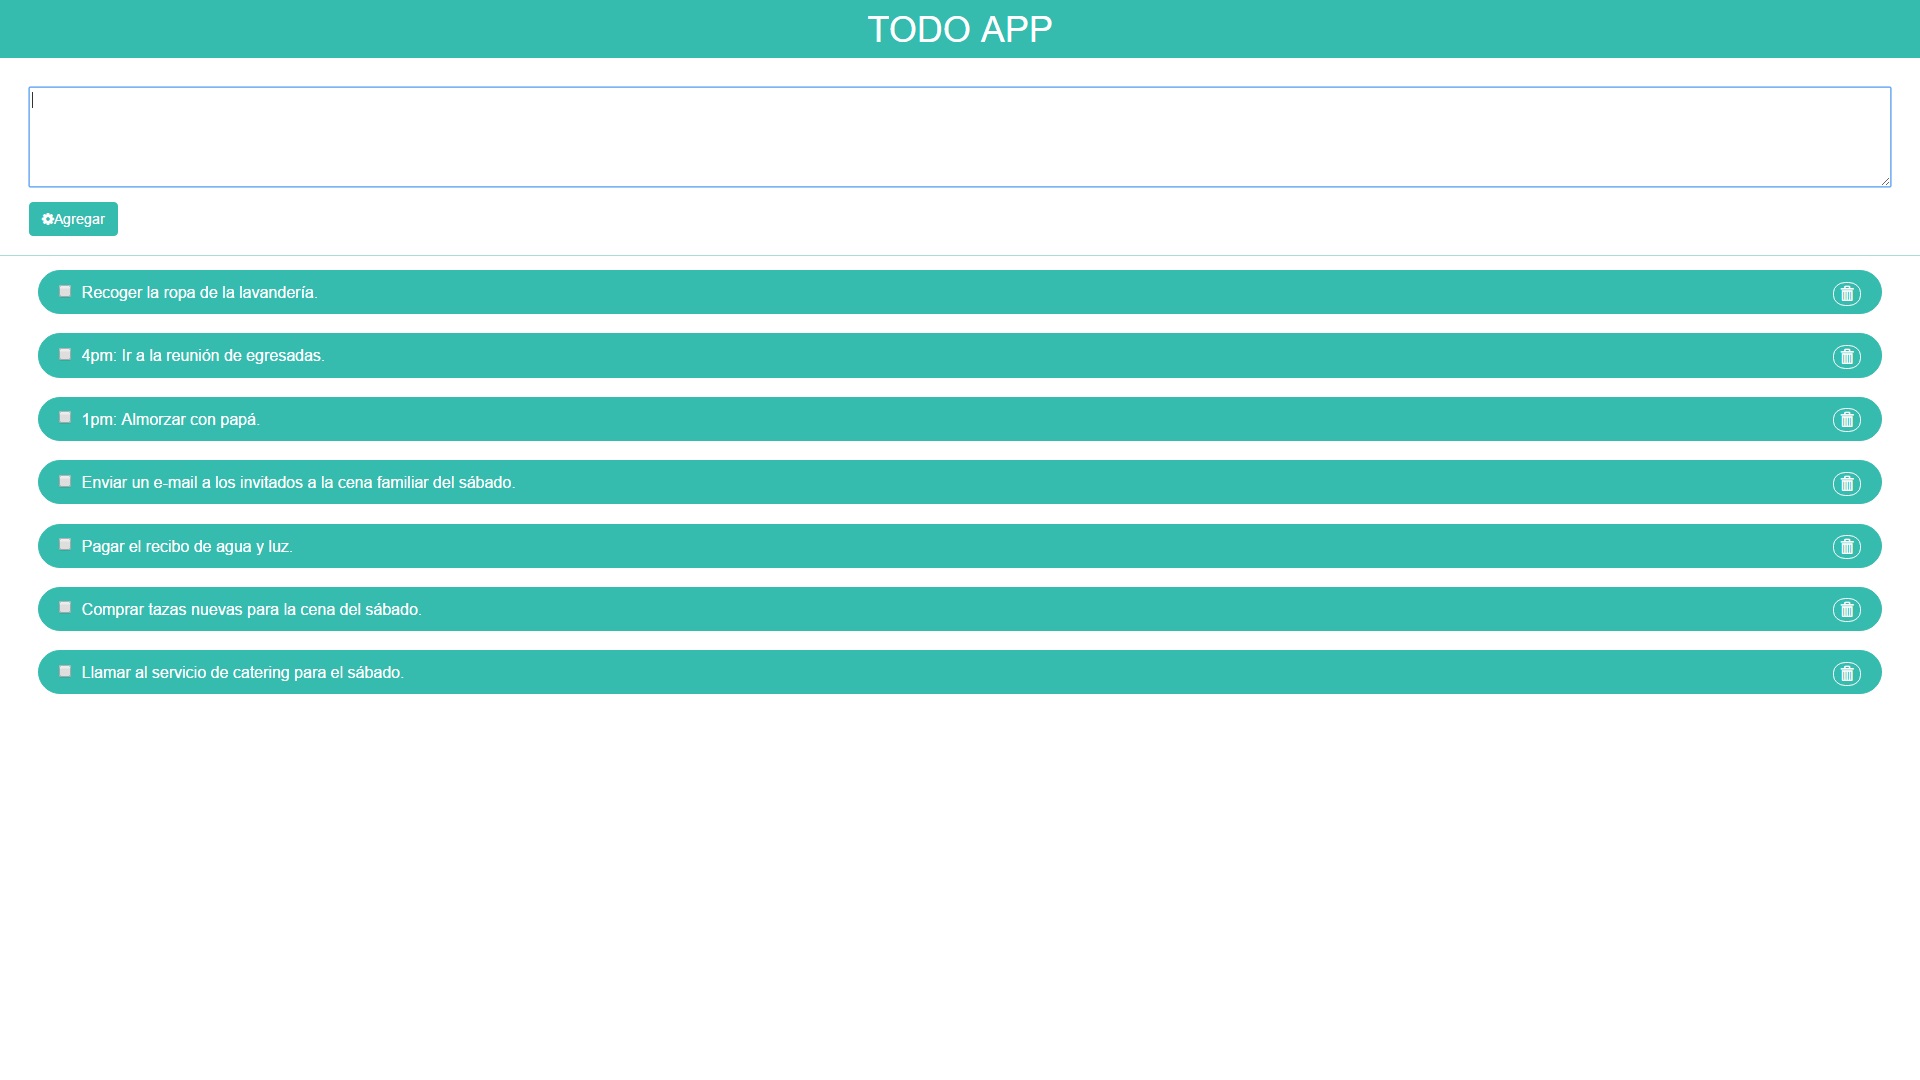 TODO APP
Agregar
Recoger la ropa de la lavandería.
4pm: Ir a la reunión de egresadas.
1pm: Almorzar con papá.
Enviar un e-mail a los invitados a la cena familiar del sábado.
Pagar el recibo de agua y luz.
Comprar tazas nuevas para la cena del sábado.
Llamar al servicio de catering para el sábado.